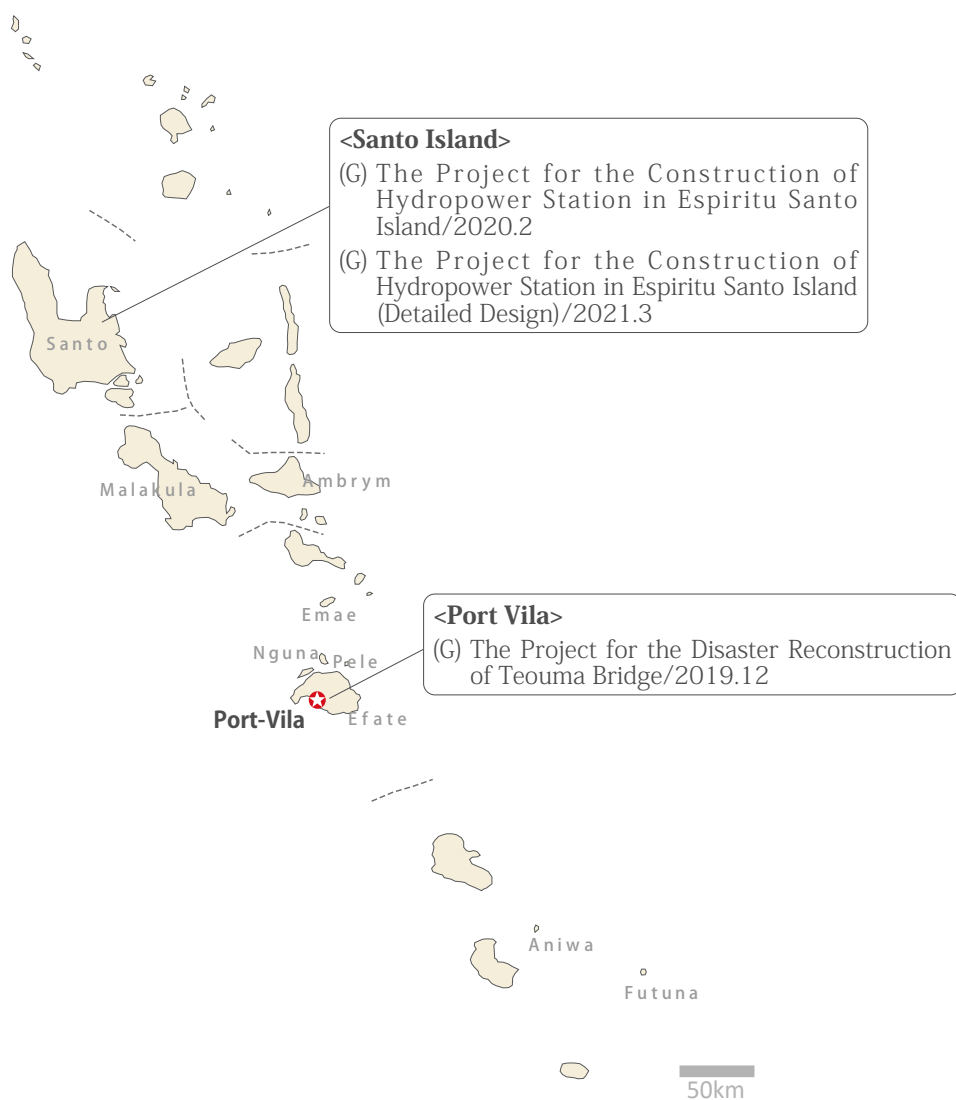 <Santo Island>
(G) The Project for the Construction of
Hydropower Station in Espiritu Santo
Island/2020.2
(G) The Project for the Construction of
Hydropower Station in Espiritu Santo Island
(Detailed Design)/2021.3
Santo
Malakula
Ambrym
Emae
<Port Vila>
(G) The Project for the Disaster Reconstruction
of Teouma Bridge/2019.12
Nguna
Pele
Port-Vila
Efate
Aniwa
Futuna
50km